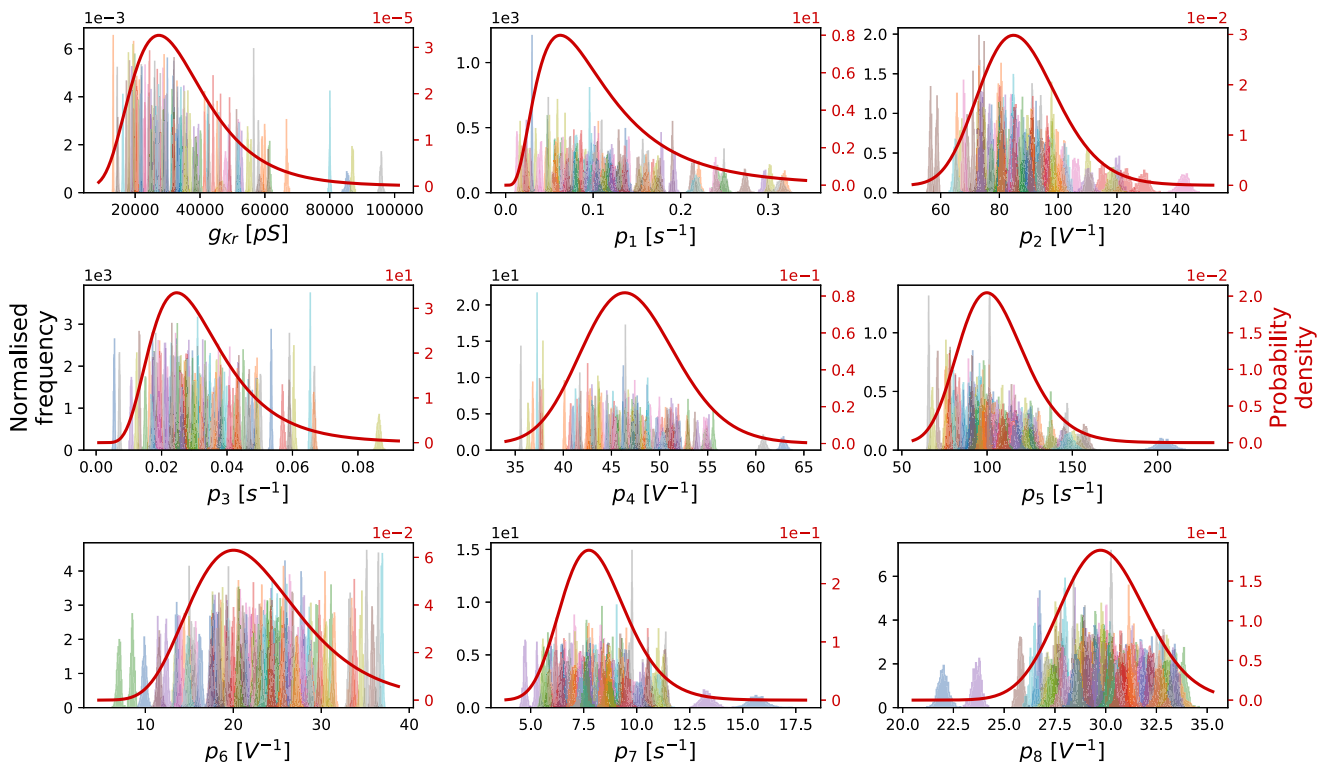 1e−3 1e−5
6 4 2 0
3 2 1 0
20000 40000 60000 80000 100000
g_Kr [pS]
1e3 1e1
1.0 0.5 0.0
0.8 0.6 0.4 0.2 0.0
0.0 0.1 0.2 0.3
p_1 [s^−1]
1e−2
2.0 1.5 1.0 0.5 0.0
3 2 1 0
60 80 100 120 140
p_2 [V^−1]
Normalised
frequency
1e3 1e1
3 2 1 0
3 2 1 0
0.00 0.02 0.04 0.06 0.08
p_3 [s^−1]
1e1 1e−1
2.0 1.5 1.0 0.5 0.0
0.8 0.6 0.4 0.2 0.0
35 40 45 50 55 60 65
p_4 [V^−1]
1e−2
1.0 0.5 0.0
2.0 1.5 1.0 0.5 0.0
50 100 150 200
p_5 [s^−1]
Probability
density
1e−2
4 3 2 1 0
6 4 2 0
10 20 30 40
p_6 [V^−1]
1e1 1e−1
1.5 1.0 0.5 0.0
2 1 0
5.0 7.5 10.0 12.5 15.0 17.5
p_7 [s^−1]
1e−1
6 4 2 0
1.5 1.0 0.5 0.0
20.0 22.5 25.0 27.5 30.0 32.5 35.0
p_8 [V^−1]